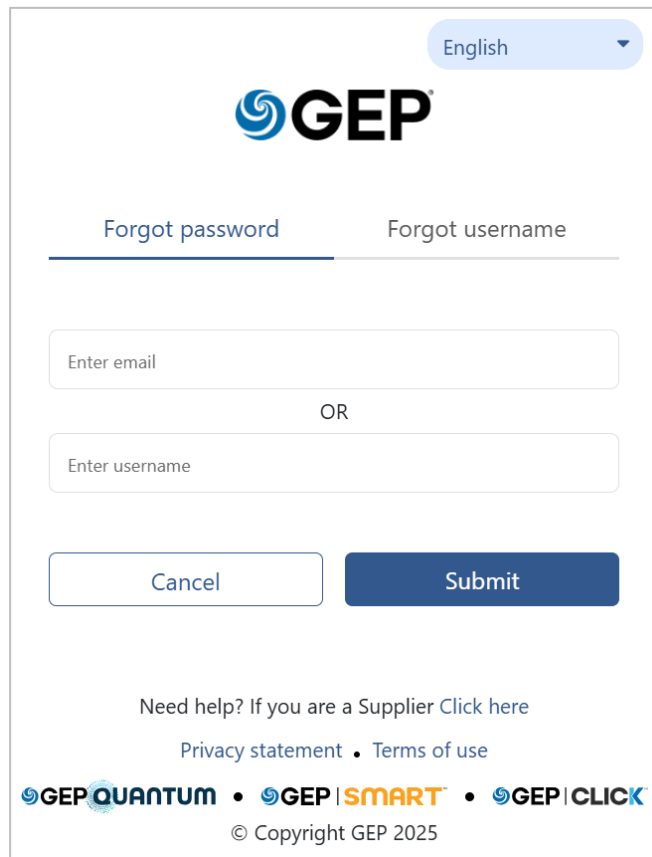 English
GEP
Forgot password Forgot username
Enter email
OR
Enter username
Cancel Submit
Need help? If you are a Supplier Click here
Privacy statement • Terms of use
GEP QUANTUM • GEP | SMART • GEP | CLICK
© Copyright GEP 2025